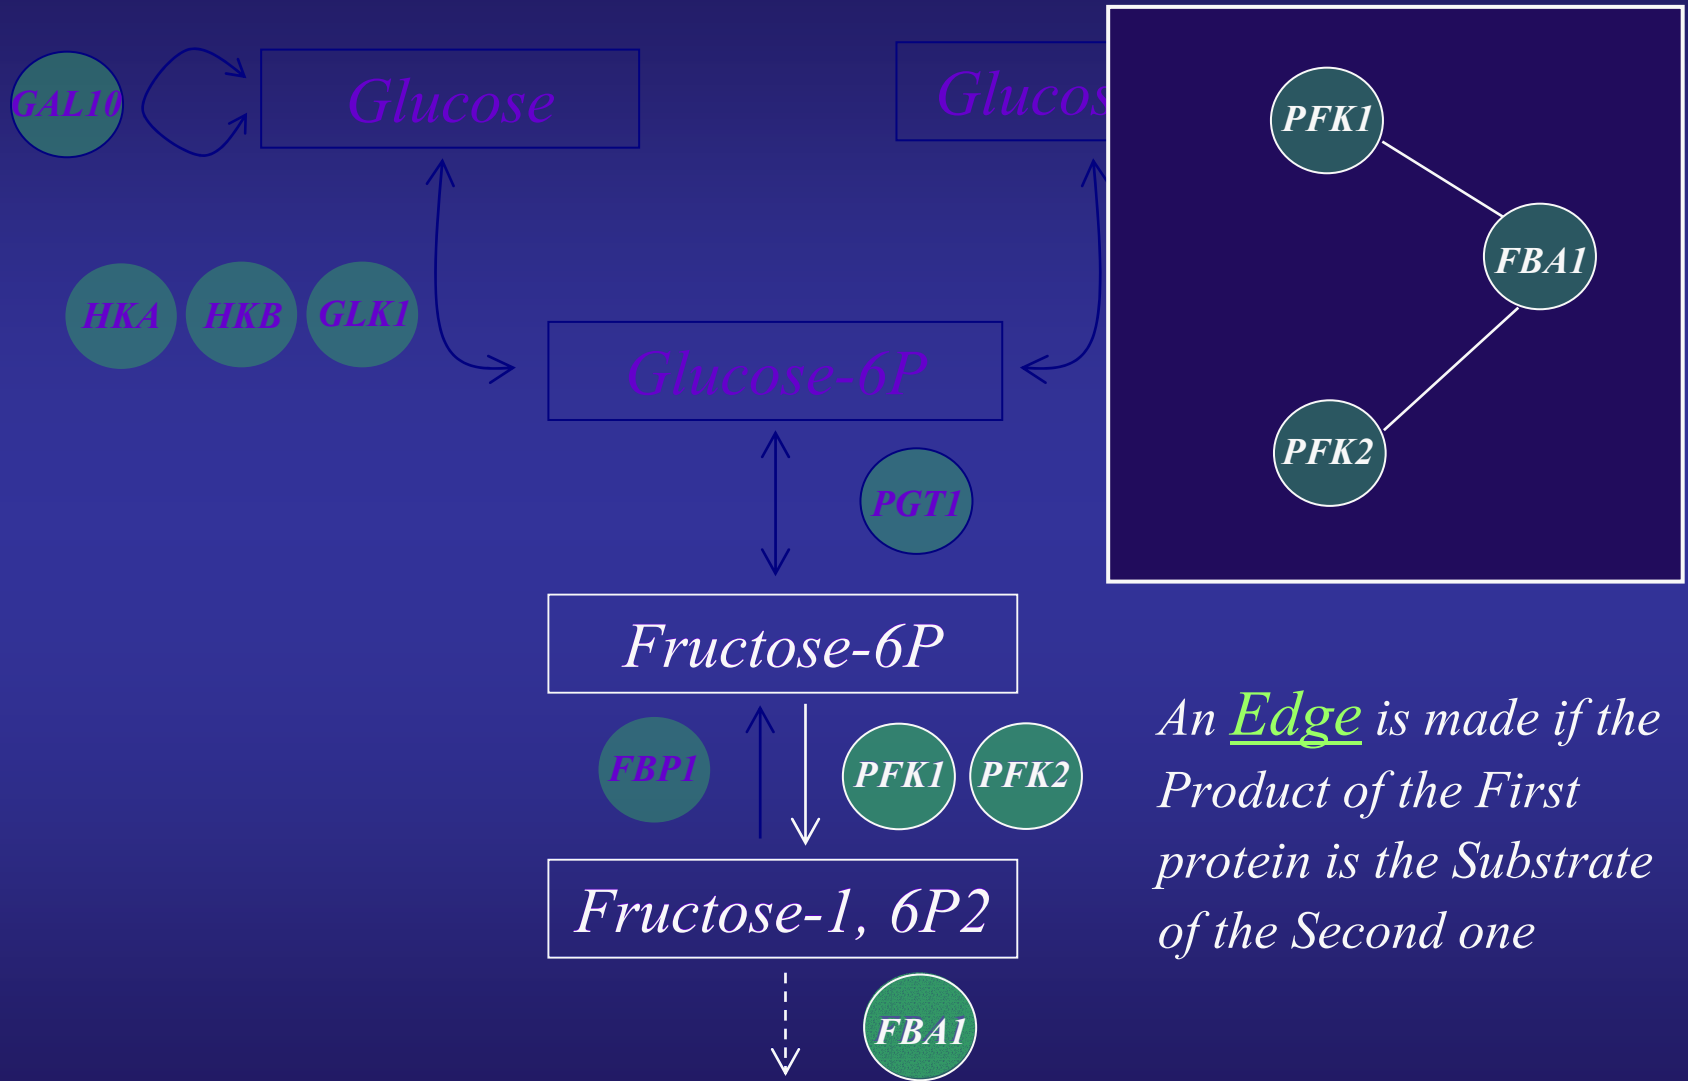 GAL10
Glucose
PFK1
FBA1
PFK2
HKA HKB GLK1
Glucose-6P
PGT1
Fructose-6P
FBP1
PFK1 PFK2
Fructose-1, 6P2
FBA1
An Edge is made if the
Product of the First
protein is the Substrate
of the Second one